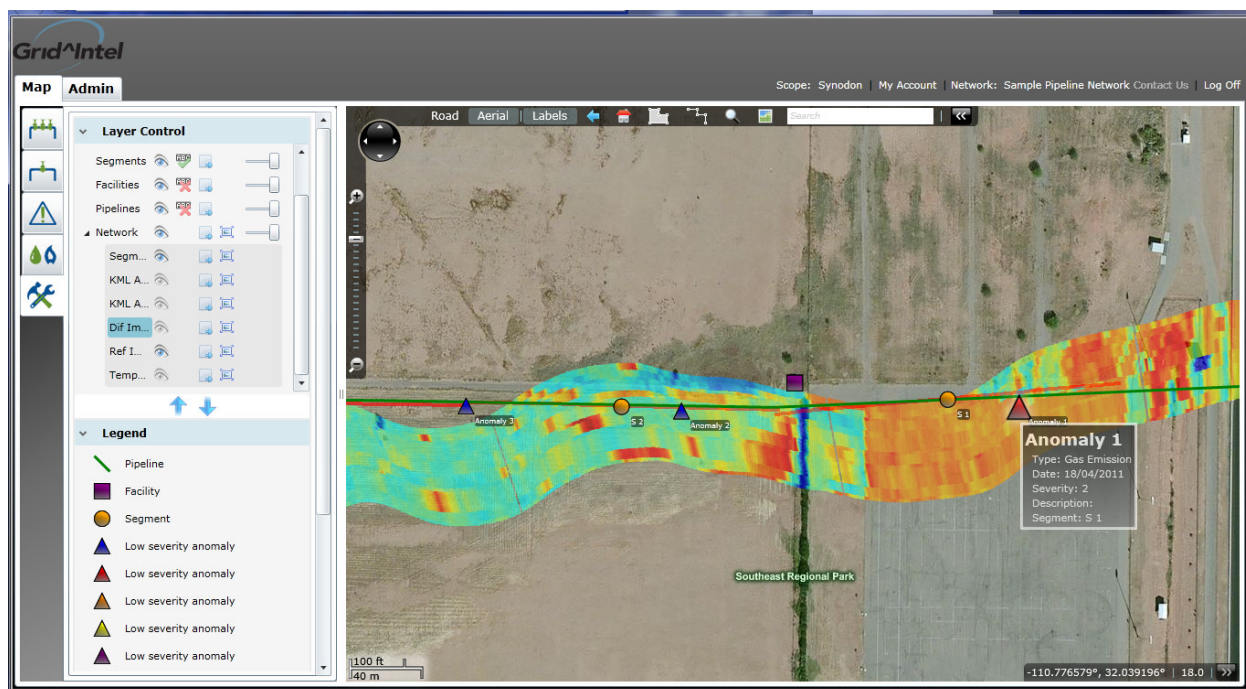 Grid^Intel
Map
Admin
Scope: Synodon | My Account | Network: Sample Pipeline Network Contact Us | Log Off
Layer Control
Segments
Facilities
Pipelines
Network
Segm...
KML A...
KML A...
Dif Im...
Ref I...
Temp...
Legend
Pipeline
Facility
Segment
Low severity anomaly
Low severity anomaly
Low severity anomaly
Low severity anomaly
Low severity anomaly
Road Aerial | Labels Search
Anomaly 3
S 2
Anomaly 2
S 1
Anomaly 1
Anomaly 1
Type: Gas Emission
Date: 18/04/2011
Severity: 2
Description:
Segment: S 1
Southeast Regional Park
100 ft
40 m
-110.776579°, 32.039196° | 18.0 |